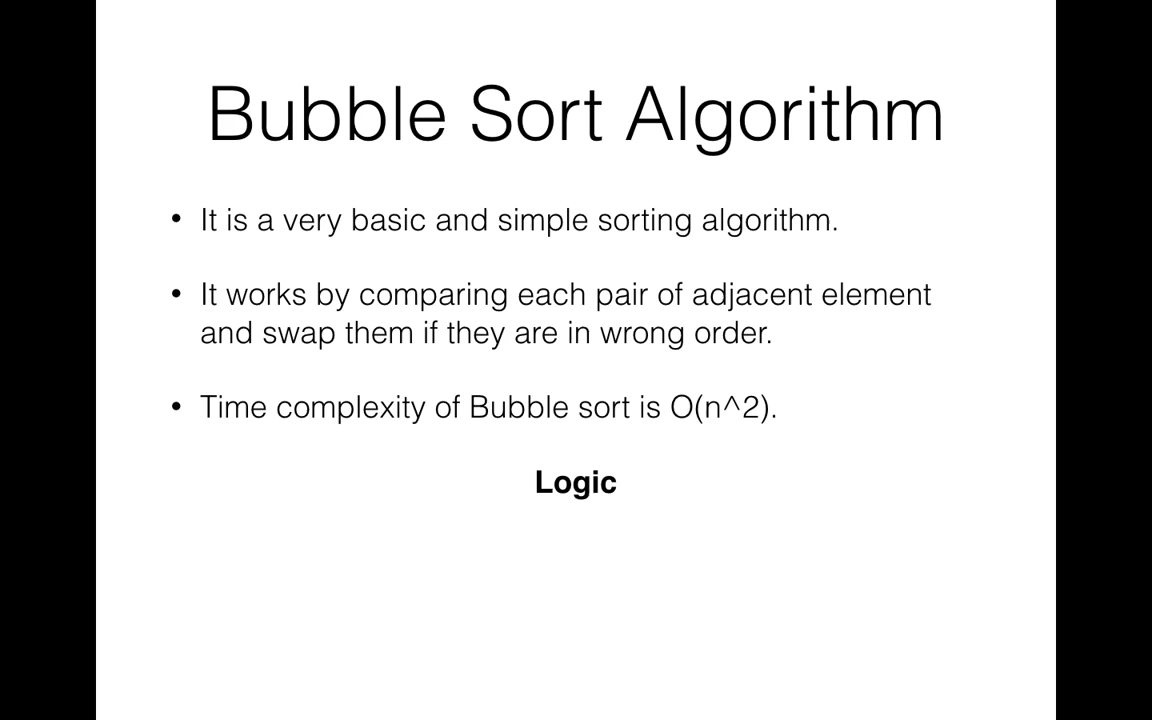 Bubble Sort Algorithm
• It is a very basic and simple sorting algorithm.
• It works by comparing each pair of adjacent element
and swap them if they are in wrong order.
• Time complexity of Bubble sort is O(n^2).
Logic